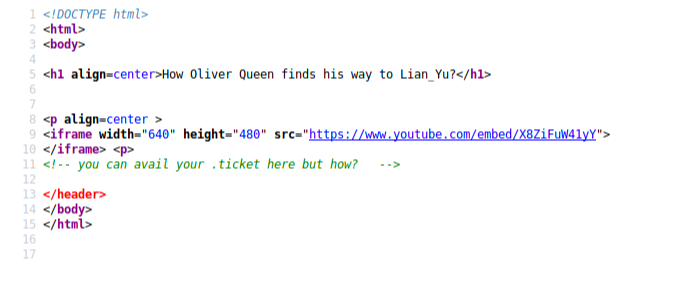 1 <!DOCTYPE html>
2 <html>
3 <body>
4
5 <h1 align=center>How Oliver Queen finds his way to Lian_Yu?</h1>
6
7
8 <p align=center >
9 <iframe width="640" height="480" src="https://www.youtube.com/embed/X8ZiFuW41yY">
10 </iframe> <p>
11 <!-- you can avail your .ticket here but how?   -->
12
13 </header>
14 </body>
15 </html>
16
17